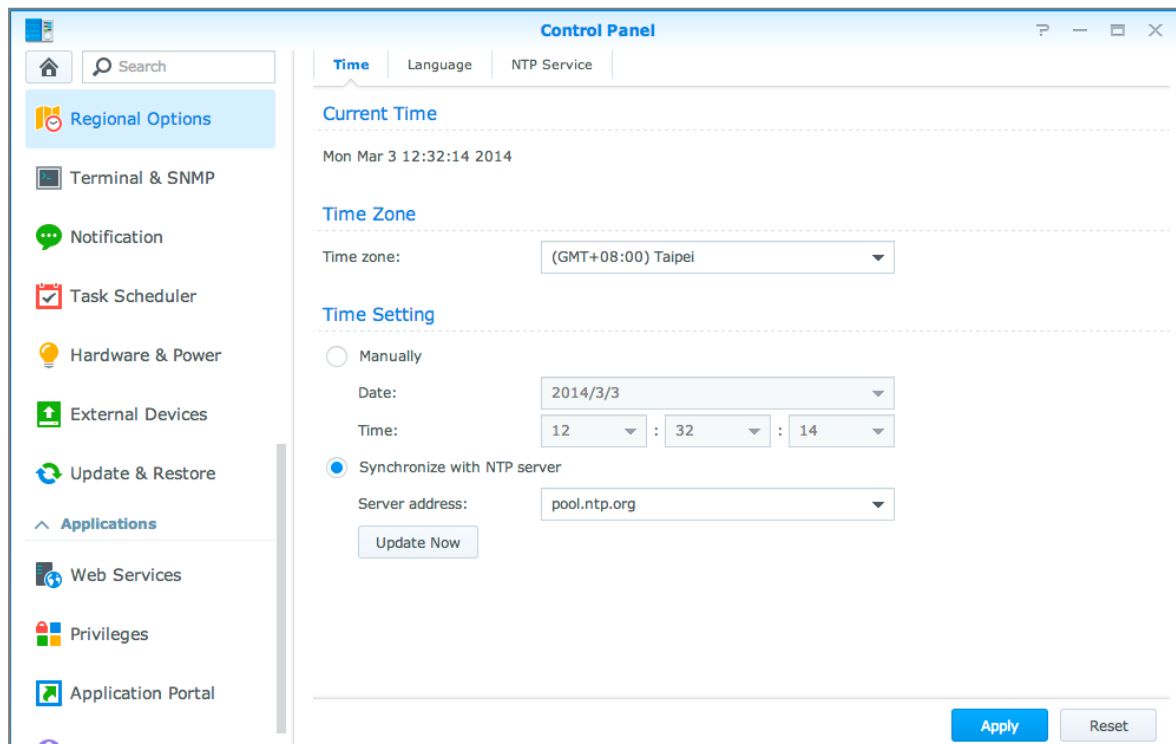 Control Panel
Search
Regional Options
Terminal & SNMP
Notification
Task Scheduler
Hardware & Power
External Devices
Update & Restore
Applications
Web Services
Privileges
Application Portal
Time Language NTP Service
Current Time
Mon Mar 3 12:32:14 2014
Time Zone
Time zone: (GMT+08:00) Taipei
Time Setting
Manually
Date: 2014/3/3
Time: 12 : 32 : 14
Synchronize with NTP server
Server address: pool.ntp.org
Update Now
Apply Reset